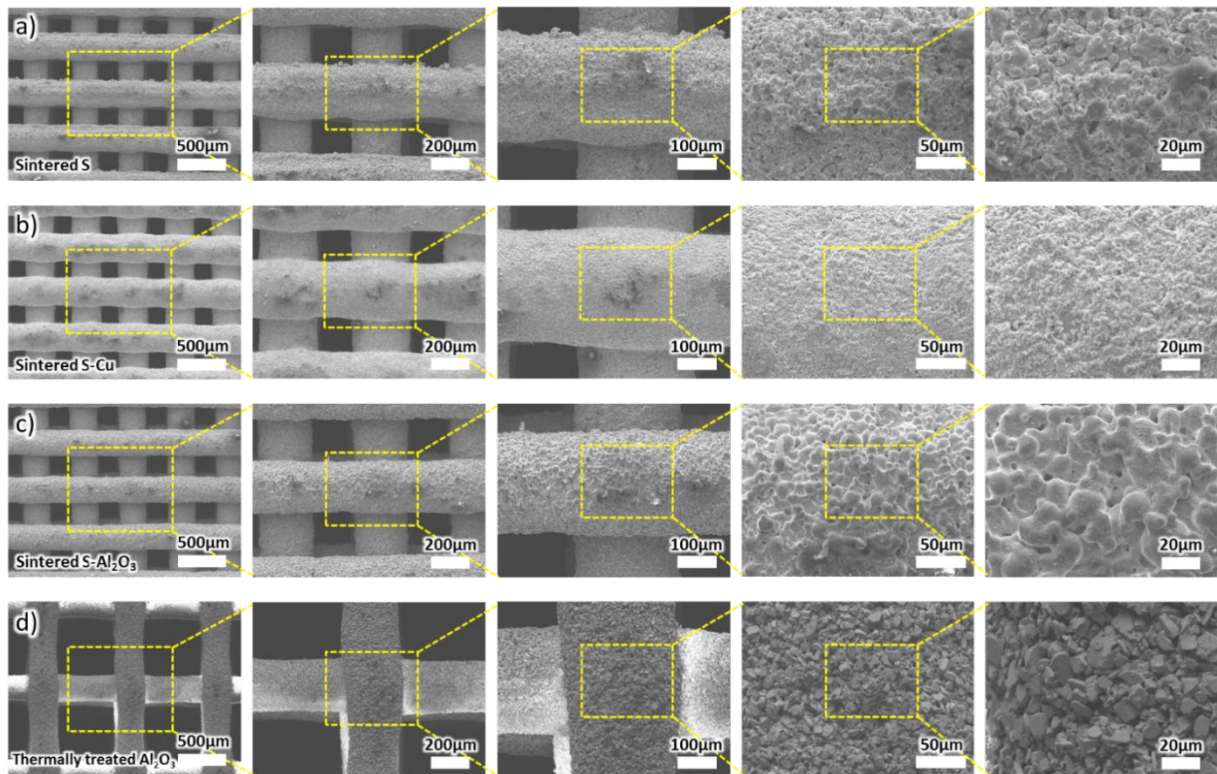 a)
Sintered S
500µm
200µm
100µm
50µm
20µm
b)
Sintered S-Cu
500µm
200µm
100µm
50µm
20µm
c)
Sintered S-Al₂O₃
500µm
200µm
100µm
50µm
20µm
d)
Thermally treated Al₂O₃
500µm
200µm
100µm
50µm
20µm